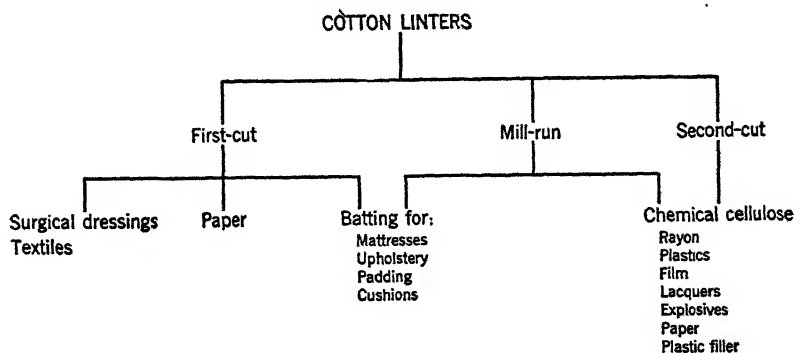 COTTON LINTERS
First-cut
Mill-run
Second-cut
Surgical dressings
Textiles
Paper
Batting for:
Mattresses
Upholstery
Padding
Cushions
Chemical cellulose
Rayon
Plastics
Film
Lacquers
Explosives
Paper
Plastic filler